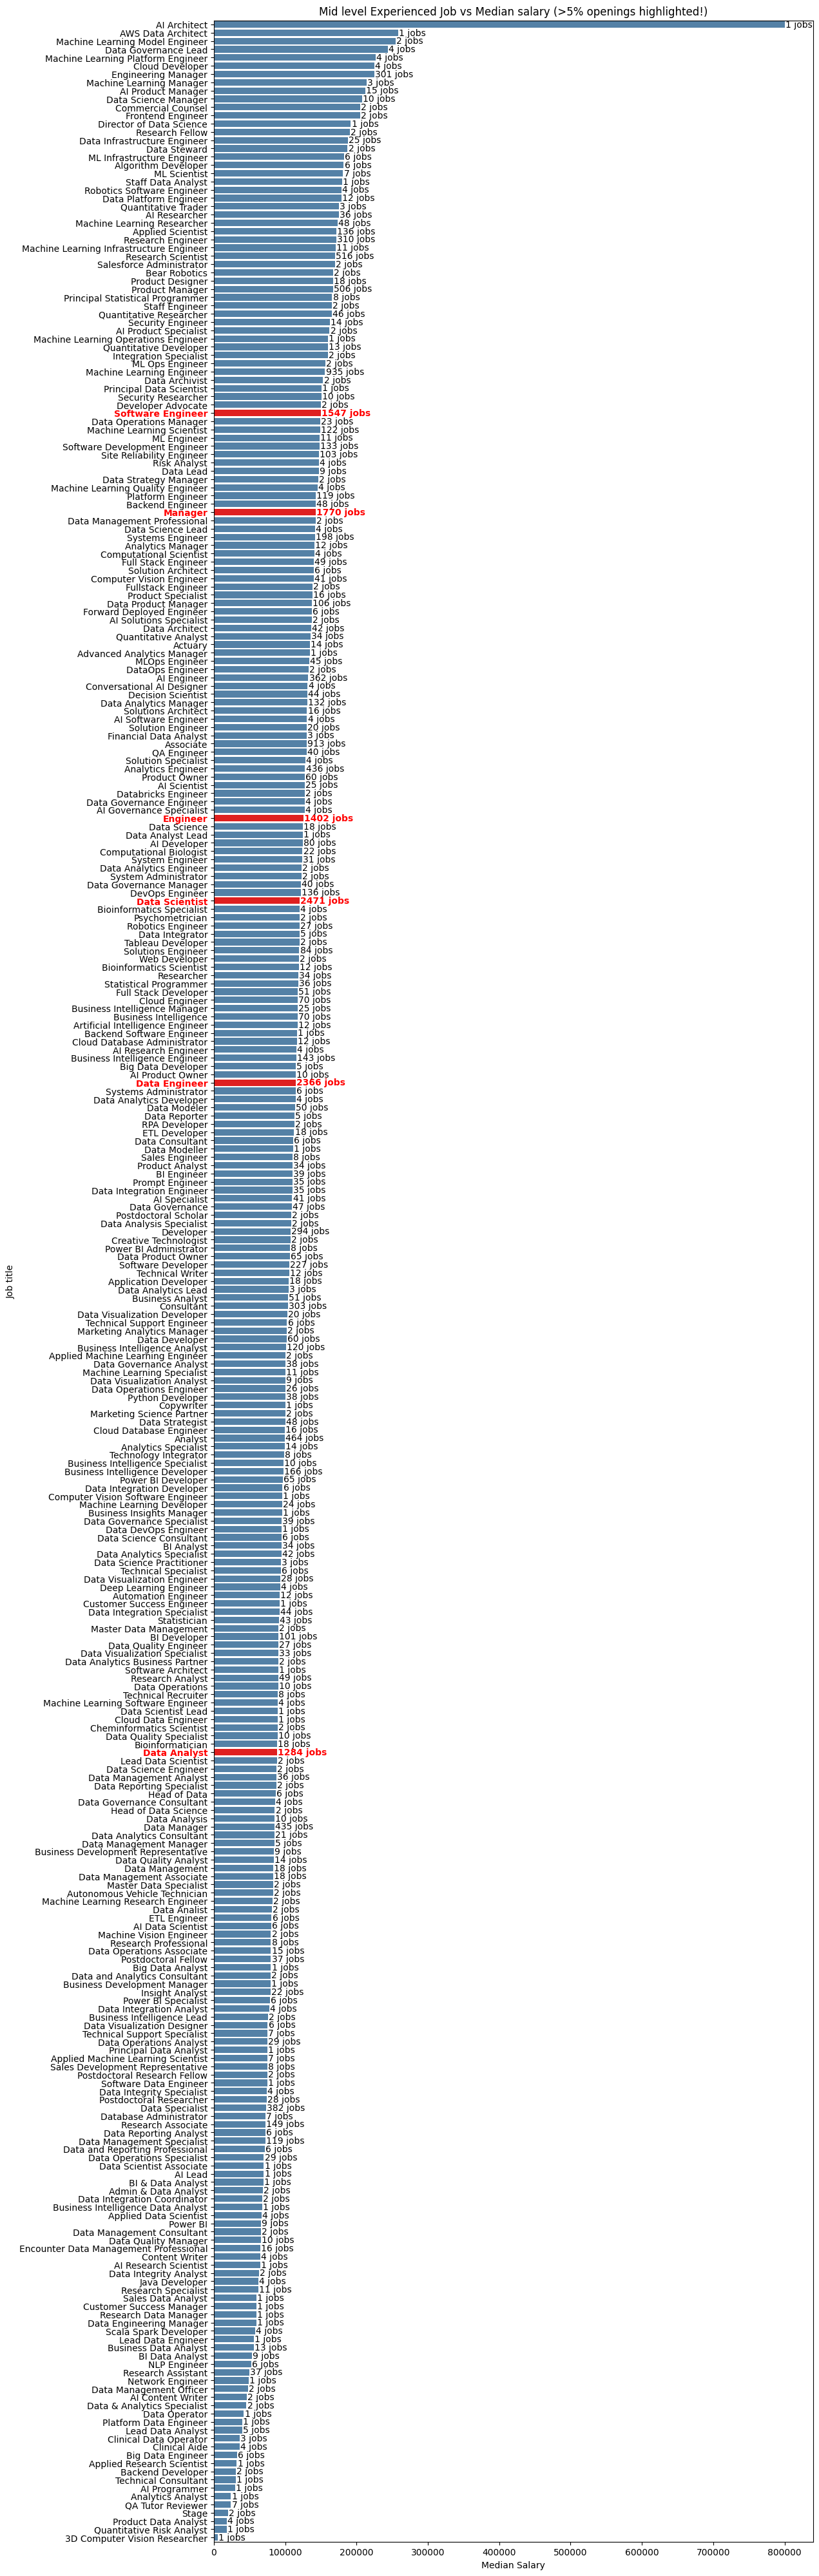 Mid level Experienced Job vs Median salary (>5% openings highlighted!)
AI Architect 1 jobs
AWS Data Architect 1 jobs
Machine Learning Model Engineer 2 jobs
Data Governance Lead 4 jobs
Machine Learning Platform Engineer 4 jobs
Cloud Developer 4 jobs
Engineering Manager 301 jobs
Machine Learning Manager 3 jobs
AI Product Manager 15 jobs
Data Science Manager 10 jobs
Commercial Counsel 2 jobs
Frontend Engineer 2 jobs
Director of Data Science 1 jobs
Research Fellow 2 jobs
Data Infrastructure Engineer 25 jobs
Data Steward 2 jobs
ML Infrastructure Engineer 6 jobs
Algorithm Developer 6 jobs
ML Scientist 7 jobs
Staff Data Analyst 1 jobs
Robotics Software Engineer 4 jobs
Data Platform Engineer 12 jobs
Quantitative Trader 3 jobs
AI Researcher 36 jobs
Machine Learning Researcher 48 jobs
Applied Scientist 136 jobs
Research Engineer 310 jobs
Machine Learning Infrastructure Engineer 11 jobs
Research Scientist 516 jobs
Salesforce Administrator 2 jobs
Bear Robotics 2 jobs
Product Designer 18 jobs
Product Manager 506 jobs
Principal Statistical Programmer 8 jobs
Staff Engineer 2 jobs
Quantitative Researcher 46 jobs
Security Engineer 14 jobs
AI Product Specialist 2 jobs
Machine Learning Operations Engineer 1 jobs
Quantitative Developer 13 jobs
Integration Specialist 2 jobs
ML Ops Engineer 2 jobs
Machine Learning Engineer 935 jobs
Data Archivist 2 jobs
Principal Data Scientist 1 jobs
Security Researcher 10 jobs
Developer Advocate 2 jobs
Software Engineer 1547 jobs
Data Operations Manager 23 jobs
Machine Learning Scientist 122 jobs
ML Engineer 11 jobs
Software Development Engineer 133 jobs
Site Reliability Engineer 103 jobs
Risk Analyst 4 jobs
Data Lead 9 jobs
Data Strategy Manager 2 jobs
Machine Learning Quality Engineer 4 jobs
Platform Engineer 119 jobs
Backend Engineer 48 jobs
Manager 1770 jobs
Data Management Professional 2 jobs
Data Science Lead 4 jobs
Systems Engineer 198 jobs
Analytics Manager 12 jobs
Computational Scientist 4 jobs
Full Stack Engineer 49 jobs
Solution Architect 6 jobs
Computer Vision Engineer 41 jobs
Fullstack Engineer 2 jobs
Product Specialist 16 jobs
Data Product Manager 106 jobs
Forward Deployed Engineer 6 jobs
AI Solutions Specialist 2 jobs
Data Architect 42 jobs
Quantitative Analyst 34 jobs
Actuary 14 jobs
Advanced Analytics Manager 1 jobs
MLOps Engineer 45 jobs
DataOps Engineer 2 jobs
AI Engineer 362 jobs
Conversational AI Designer 4 jobs
Decision Scientist 44 jobs
Data Analytics Manager 132 jobs
Solutions Architect 16 jobs
AI Software Engineer 4 jobs
Solution Engineer 20 jobs
Financial Data Analyst 3 jobs
Associate 913 jobs
QA Engineer 40 jobs
Solution Specialist 4 jobs
Analytics Engineer 436 jobs
Product Owner 60 jobs
AI Scientist 25 jobs
Databricks Engineer 2 jobs
Data Governance Engineer 4 jobs
AI Governance Specialist 4 jobs
Engineer 1402 jobs
Data Science 18 jobs
Data Analyst Lead 1 jobs
AI Developer 80 jobs
Computational Biologist 22 jobs
System Engineer 31 jobs
Data Analytics Engineer 2 jobs
System Administrator 2 jobs
Data Governance Manager 40 jobs
DevOps Engineer 136 jobs
Data Scientist 2471 jobs
Bioinformatics Specialist 4 jobs
Psychometrician 2 jobs
Robotics Engineer 27 jobs
Data Integrator 5 jobs
Tableau Developer 2 jobs
Solutions Engineer 84 jobs
Web Developer 2 jobs
Bioinformatics Scientist 12 jobs
Researcher 34 jobs
Statistical Programmer 36 jobs
Full Stack Developer 51 jobs
Cloud Engineer 70 jobs
Business Intelligence Manager 25 jobs
Business Intelligence 70 jobs
Artificial Intelligence Engineer 12 jobs
Backend Software Engineer 1 jobs
Cloud Database Administrator 12 jobs
AI Research Engineer 4 jobs
Business Intelligence Engineer 143 jobs
Big Data Developer 5 jobs
AI Product Owner 10 jobs
Data Engineer 2366 jobs
Systems Administrator 6 jobs
Data Analytics Developer 4 jobs
Data Modeler 50 jobs
Data Reporter 5 jobs
RPA Developer 2 jobs
ETL Developer 18 jobs
Data Consultant 6 jobs
Data Modeller 1 jobs
Sales Engineer 8 jobs
Product Analyst 34 jobs
BI Engineer 39 jobs
Prompt Engineer 35 jobs
Data Integration Engineer 35 jobs
AI Specialist 41 jobs
Data Governance 47 jobs
Postdoctoral Scholar 2 jobs
Data Analysis Specialist 2 jobs
Developer 294 jobs
Creative Technologist 2 jobs
Power BI Administrator 8 jobs
Data Product Owner 65 jobs
Software Developer 227 jobs
Technical Writer 12 jobs
Application Developer 18 jobs
Data Analytics Lead 3 jobs
Business Analyst 51 jobs
Consultant 303 jobs
Data Visualization Developer 20 jobs
Technical Support Engineer 6 jobs
Marketing Analytics Manager 2 jobs
Data Developer 60 jobs
Business Intelligence Analyst 120 jobs
Applied Machine Learning Engineer 2 jobs
Data Governance Analyst 38 jobs
Machine Learning Specialist 11 jobs
Data Visualization Analyst 9 jobs
Data Operations Engineer 26 jobs
Python Developer 38 jobs
Copywriter 1 jobs
Marketing Science Partner 2 jobs
Data Strategist 48 jobs
Cloud Database Engineer 16 jobs
Analyst 464 jobs
Analytics Specialist 14 jobs
Technology Integrator 8 jobs
Business Intelligence Specialist 10 jobs
Business Intelligence Developer 166 jobs
Power BI Developer 65 jobs
Data Integration Developer 6 jobs
Computer Vision Software Engineer 1 jobs
Machine Learning Developer 24 jobs
Business Insights Manager 1 jobs
Data Governance Specialist 39 jobs
Data DevOps Engineer 1 jobs
Data Science Consultant 6 jobs
BI Analyst 34 jobs
Data Analytics Specialist 42 jobs
Data Science Practitioner 3 jobs
Technical Specialist 6 jobs
Data Visualization Engineer 28 jobs
Deep Learning Engineer 4 jobs
Automation Engineer 12 jobs
Customer Success Engineer 1 jobs
Data Integration Specialist 44 jobs
Statistician 43 jobs
Master Data Management 2 jobs
BI Developer 101 jobs
Data Quality Engineer 27 jobs
Data Visualization Specialist 33 jobs
Data Analytics Business Partner 2 jobs
Software Architect 1 jobs
Research Analyst 49 jobs
Data Operations 10 jobs
Technical Recruiter 8 jobs
Machine Learning Software Engineer 4 jobs
Data Scientist Lead 1 jobs
Cloud Data Engineer 1 jobs
Cheminformatics Scientist 2 jobs
Data Quality Specialist 10 jobs
Bioinformatician 18 jobs
Data Analyst 1284 jobs
Lead Data Scientist 2 jobs
Data Science Engineer 2 jobs
Data Management Analyst 36 jobs
Data Reporting Specialist 2 jobs
Head of Data 6 jobs
Data Governance Consultant 4 jobs
Head of Data Science 2 jobs
Data Analysis 10 jobs
Data Manager 435 jobs
Data Analytics Consultant 21 jobs
Data Management Manager 5 jobs
Business Development Representative 9 jobs
Data Quality Analyst 14 jobs
Data Management 18 jobs
Data Management Associate 18 jobs
Master Data Specialist 2 jobs
Autonomous Vehicle Technician 2 jobs
Machine Learning Research Engineer 2 jobs
Data Analist 2 jobs
ETL Engineer 6 jobs
AI Data Scientist 6 jobs
Machine Vision Engineer 2 jobs
Research Professional 8 jobs
Data Operations Associate 15 jobs
Postdoctoral Fellow 37 jobs
Big Data Analyst 1 jobs
Data and Analytics Consultant 2 jobs
Business Development Manager 1 jobs
Insight Analyst 22 jobs
Power BI Specialist 6 jobs
Data Integration Analyst 4 jobs
Business Intelligence Lead 2 jobs
Data Visualization Designer 6 jobs
Technical Support Specialist 7 jobs
Data Operations Analyst 29 jobs
Principal Data Analyst 1 jobs
Applied Machine Learning Scientist 7 jobs
Sales Development Representative 8 jobs
Postdoctoral Research Fellow 2 jobs
Software Data Engineer 1 jobs
Data Integrity Specialist 4 jobs
Postdoctoral Researcher 28 jobs
Data Specialist 382 jobs
Database Administrator 7 jobs
Research Associate 149 jobs
Data Reporting Analyst 6 jobs
Data Management Specialist 119 jobs
Data and Reporting Professional 6 jobs
Data Operations Specialist 29 jobs
Data Scientist Associate 1 jobs
AI Lead 1 jobs
BI & Data Analyst 1 jobs
Admin & Data Analyst 2 jobs
Data Integration Coordinator 2 jobs
Business Intelligence Data Analyst 1 jobs
Applied Data Scientist 4 jobs
Power BI 9 jobs
Data Management Consultant 2 jobs
Data Quality Manager 10 jobs
Encounter Data Management Professional 16 jobs
Content Writer 4 jobs
AI Research Scientist 1 jobs
Data Integrity Analyst 2 jobs
Java Developer 4 jobs
Research Specialist 11 jobs
Sales Data Analyst 1 jobs
Customer Success Manager 1 jobs
Research Data Manager 1 jobs
Data Engineering Manager 1 jobs
Scala Spark Developer 4 jobs
Lead Data Engineer 1 jobs
Business Data Analyst 13 jobs
BI Data Analyst 9 jobs
NLP Engineer 6 jobs
Research Assistant 37 jobs
Network Engineer 1 jobs
Data Management Officer 2 jobs
AI Content Writer 2 jobs
Data & Analytics Specialist 2 jobs
Data Operator 1 jobs
Platform Data Engineer 1 jobs
Lead Data Analyst 5 jobs
Clinical Data Operator 3 jobs
Clinical Aide 4 jobs
Big Data Engineer 6 jobs
Applied Research Scientist 1 jobs
Backend Developer 2 jobs
Technical Consultant 1 jobs
AI Programmer 1 jobs
Analytics Analyst 1 jobs
QA Tutor Reviewer 7 jobs
Stage 2 jobs
Product Data Analyst 4 jobs
Quantitative Risk Analyst 1 jobs
3D Computer Vision Researcher 1 jobs
Job title
0 100000 200000 300000 400000 500000 600000 700000 800000
Median Salary